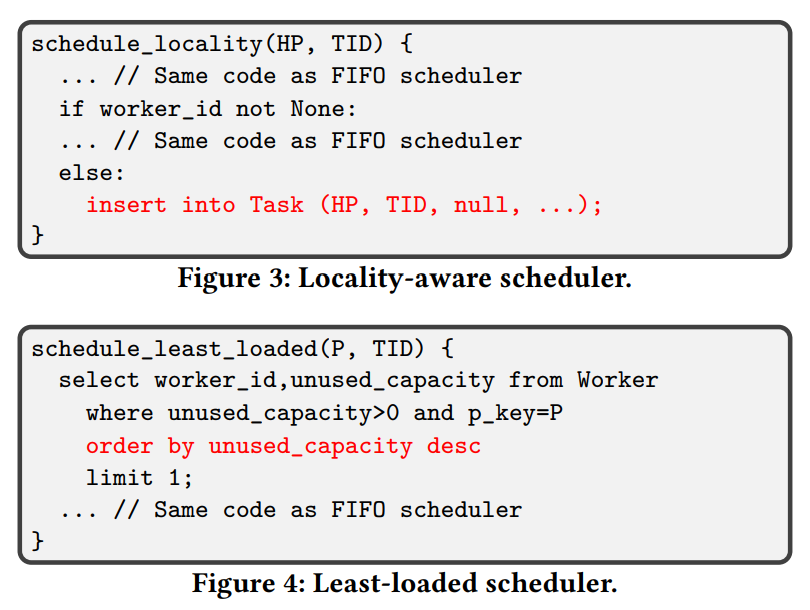 schedule_locality(HP, TID) {
... // Same code as FIFO scheduler
if worker_id not None:
... // Same code as FIFO scheduler
else:
insert into Task (HP, TID, null, ...);
}
Figure 3: Locality-aware scheduler.
schedule_least_loaded(P, TID) {
select worker_id,unused_capacity from Worker
where unused_capacity>0 and p_key=P
order by unused_capacity desc
limit 1;
... // Same code as FIFO scheduler
}
Figure 4: Least-loaded scheduler.